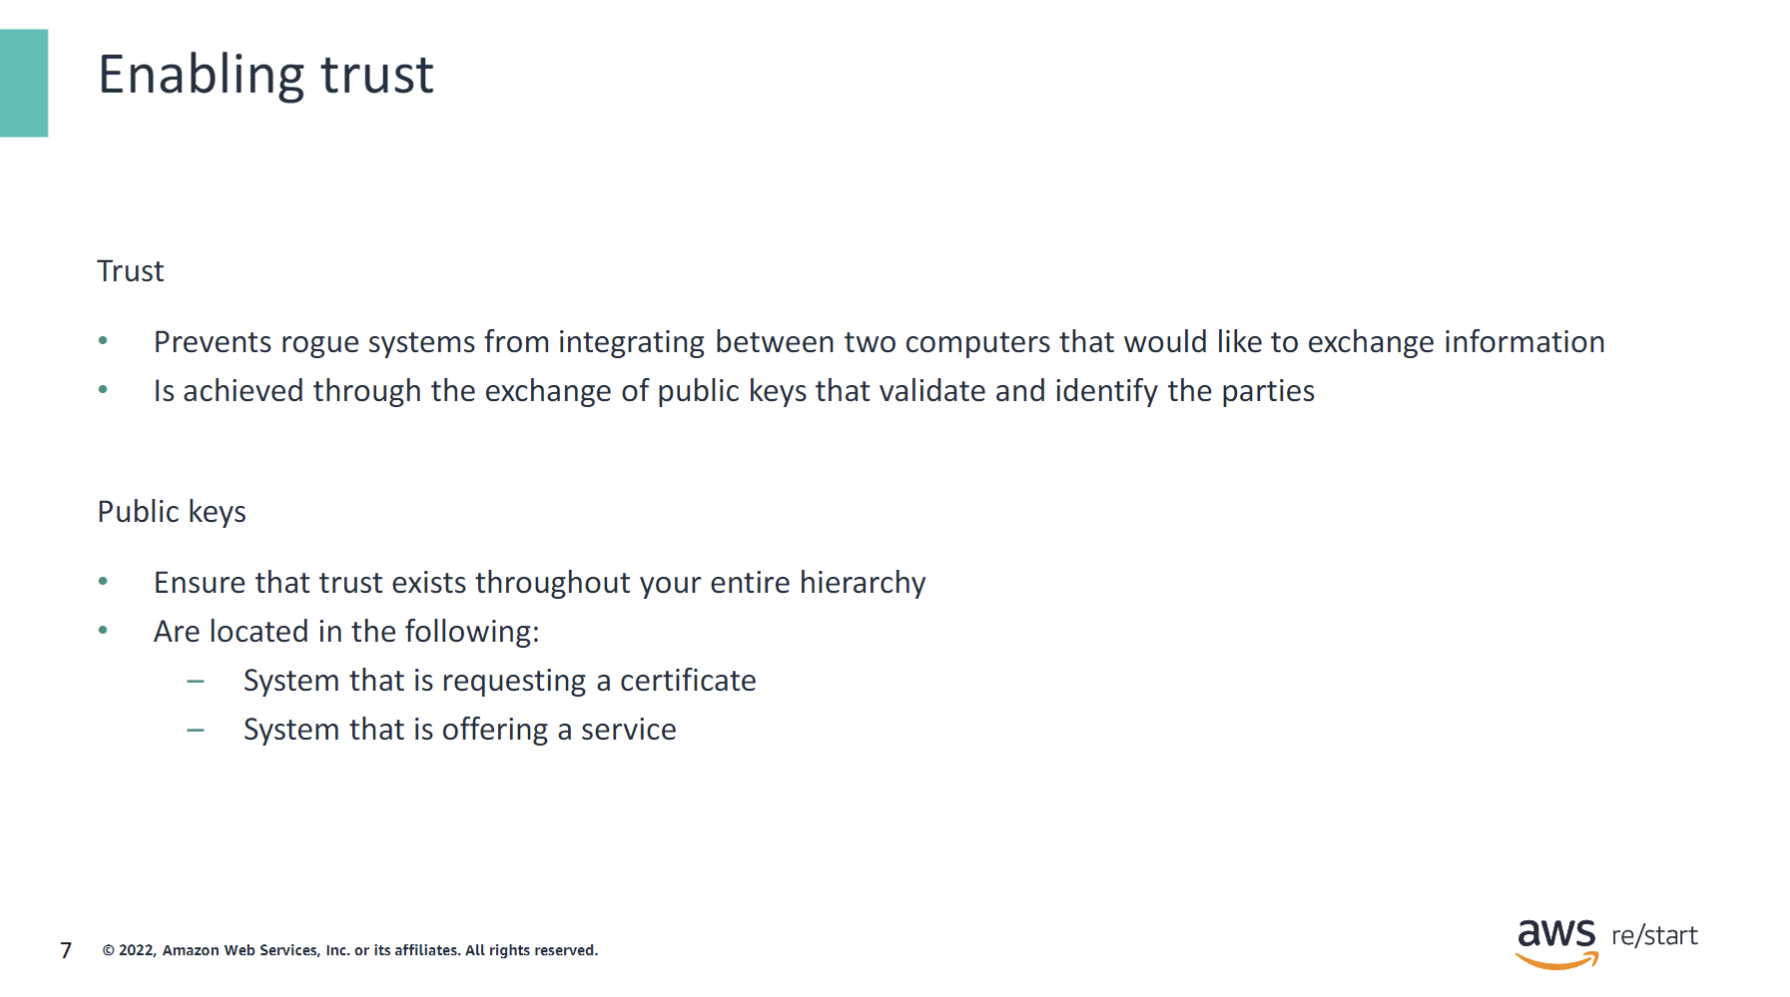 Enabling trust
Trust
• Prevents rogue systems from integrating between two computers that would like to exchange information
• Is achieved through the exchange of public keys that validate and identify the parties
Public keys
• Ensure that trust exists throughout your entire hierarchy
• Are located in the following:
– System that is requesting a certificate
– System that is offering a service
7 © 2022, Amazon Web Services, Inc. or its affiliates. All rights reserved.
aws re/start